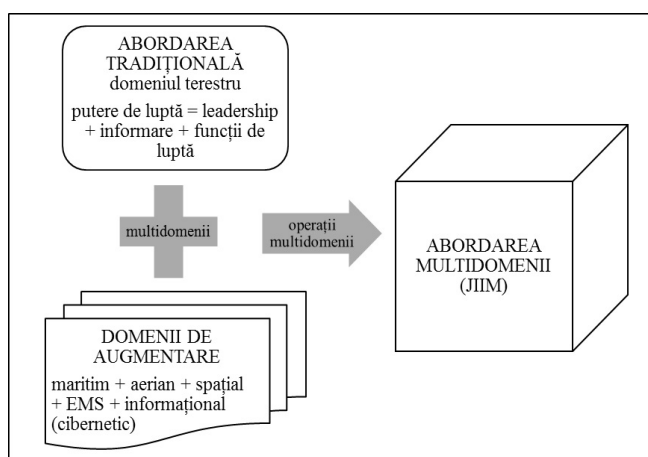 ABORDAREA
TRADIȚIONALĂ
domeniul terestru
putere de luptă = leadership
+ informare + funcții de
luptă
multidomenii
operații
multidomenii
ABORDAREA
MULTIDOMENII
(JIIM)
DOMENII DE
AUGMENTARE
maritim + aerian + spațial
+ EMS + informațional
(cibernetic)